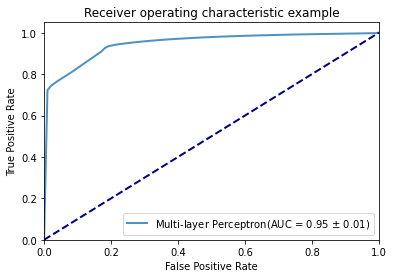 Receiver operating characteristic example
1.0
0.8
0.6
0.4
0.2
0.0
True Positive Rate
Multi-layer Perceptron(AUC = 0.95 ± 0.01)
0.0 0.2 0.4 0.6 0.8 1.0
False Positive Rate